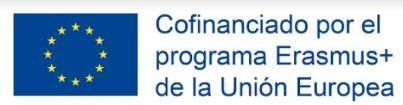 Cofinanciado por el
programa Erasmus+
de la Unión Europea